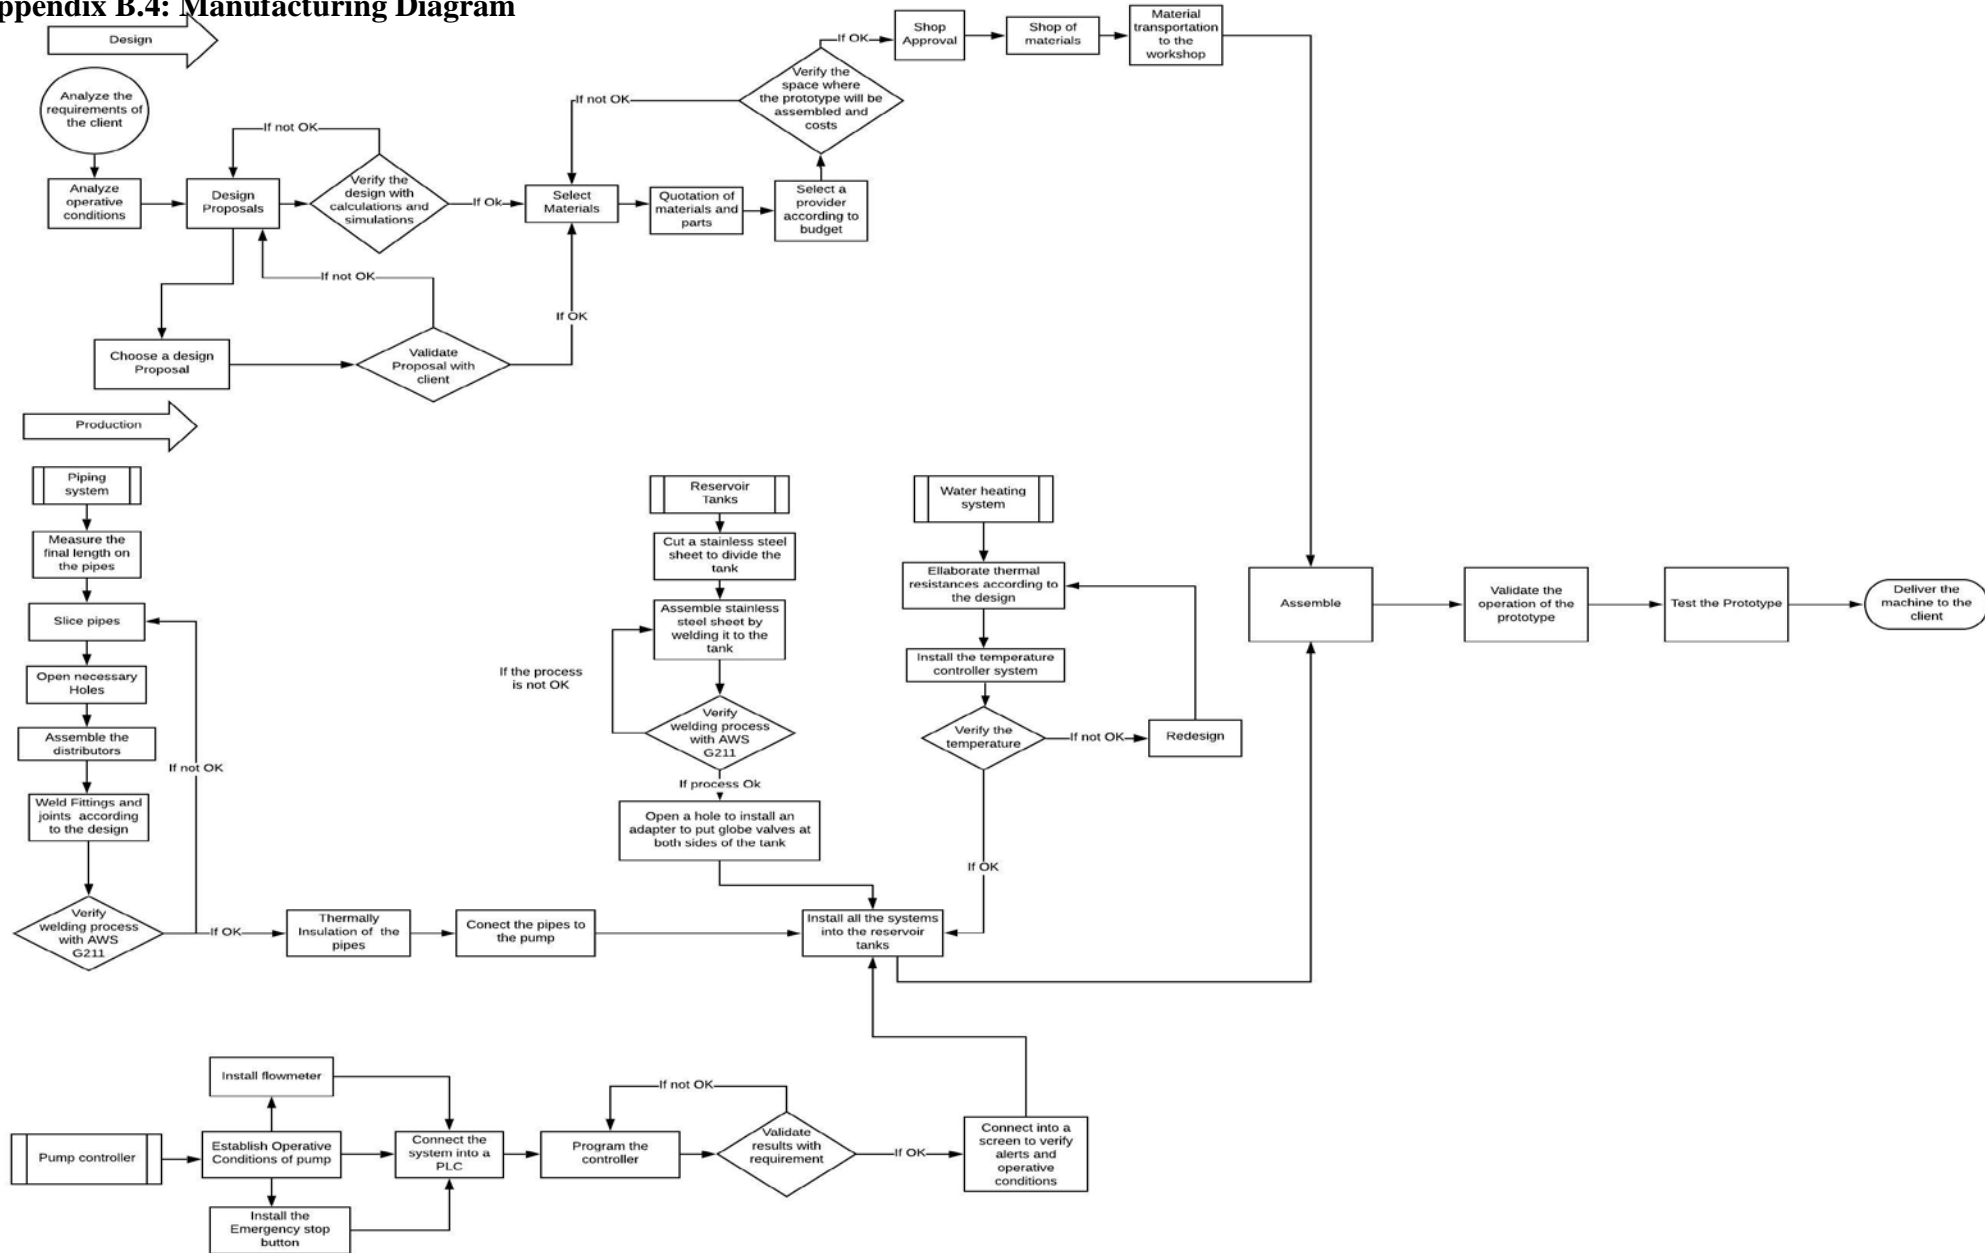 ppendix B.4: Manufacturing Diagram
Design
Analyze the
requirements of
the client
Analyze
operative
conditions
Design
Proposals
If not OK
Verify the
design with
calculations and
simulations
If Ok
Select
Materials
Quotation of
materials and
parts
Select a
provider
according to
budget
If not OK
Verify the
space where
the prototype will be
assembled and
costs
If OK
Shop
Approval
Shop of
materials
Material
transportation
to the
workshop
If not OK
Choose a design
Proposal
Validate
Proposal with
client
If OK
Production
Piping
system
Measure the
final length on
the pipes
Slice pipes
Open necessary
Holes
Assemble the
distributors
If not OK
Weld Fittings and
joints according
to the design
Verify
welding process
with AWS
G211
If OK
Thermally
Insulation of the
pipes
Conect the pipes to
the pump
Reservoir
Tanks
Cut a stainless steel
sheet to divide the
tank
Assemble stainless
steel sheet by
welding it to the
tank
If the process
is not OK
Verify
welding process
with AWS
G211
If process Ok
Open a hole to install an
adapter to put globe valves at
both sides of the tank
Install all the systems
into the reservoir
tanks
Water heating
system
Ellaborate thermal
resistances according to
the design
Install the temperature
controller system
Verify the
temperature
If not OK
Redesign
If OK
Assemble
Validate the
operation of the
prototype
Test the Prototype
Deliver the
machine to the
client
Pump controller
Install flowmeter
Establish Operative
Conditions of pump
Install the
Emergency stop
button
Connect the
system into a
PLC
Program the
controller
If not OK
Validate
results with
requirement
If OK
Connect into a
screen to verify
alerts and
operative
conditions